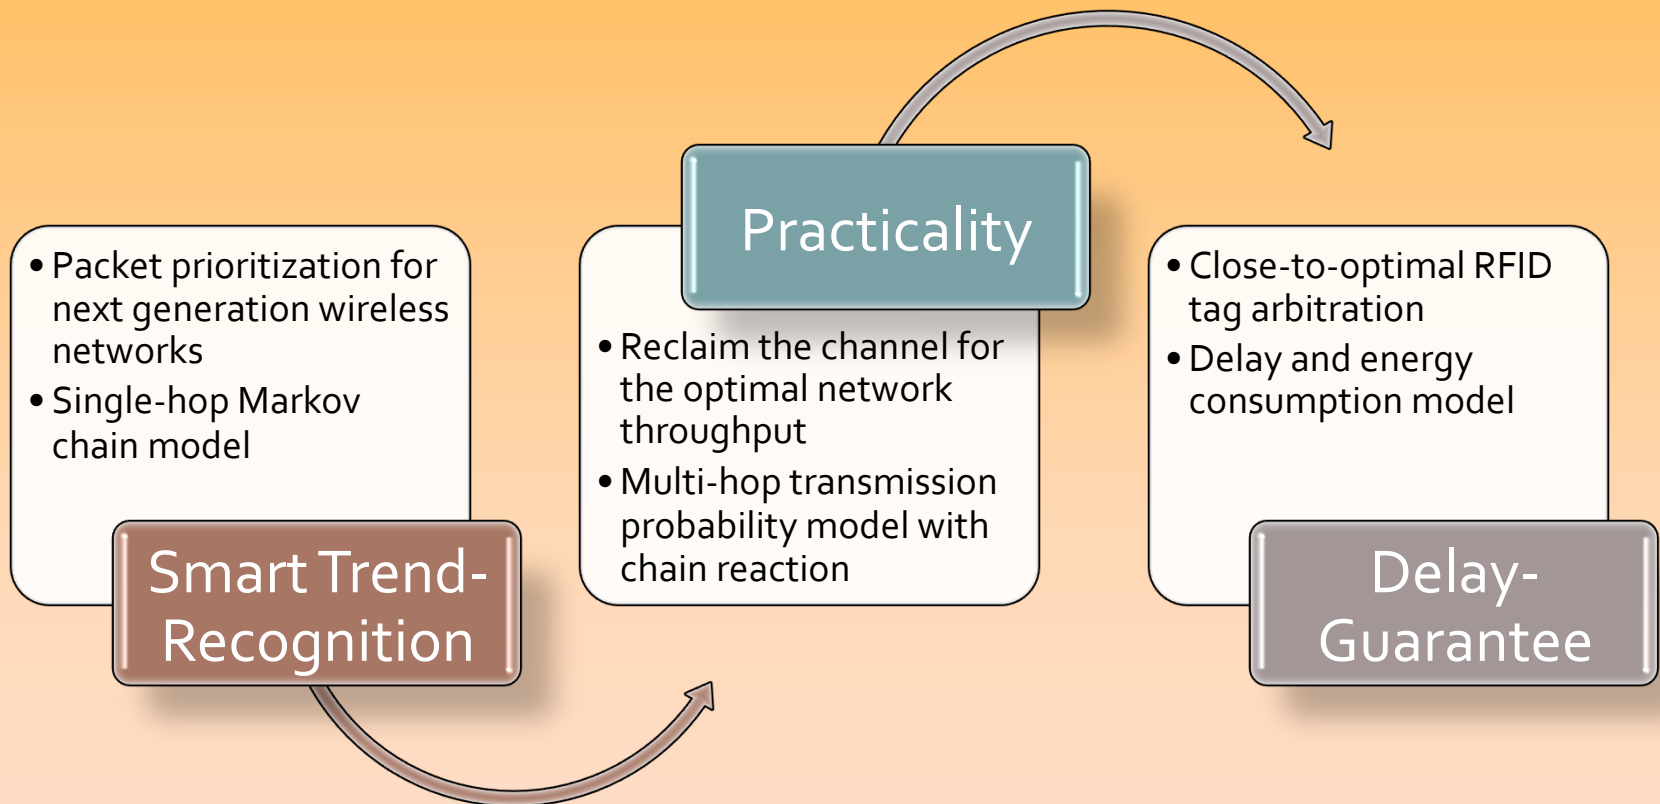 • Packet prioritization for
next generation wireless
networks
• Single-hop Markov
chain model
Smart Trend-
Recognition
Practicality
• Reclaim the channel for
the optimal network
throughput
• Multi-hop transmission
probability model with
chain reaction
• Close-to-optimal RFID
tag arbitration
• Delay and energy
consumption model
Delay-
Guarantee